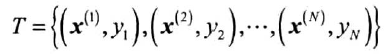 T = {(x^(1), y_1), (x^(2), y_2), ⋯, (x^(N), y_N)}